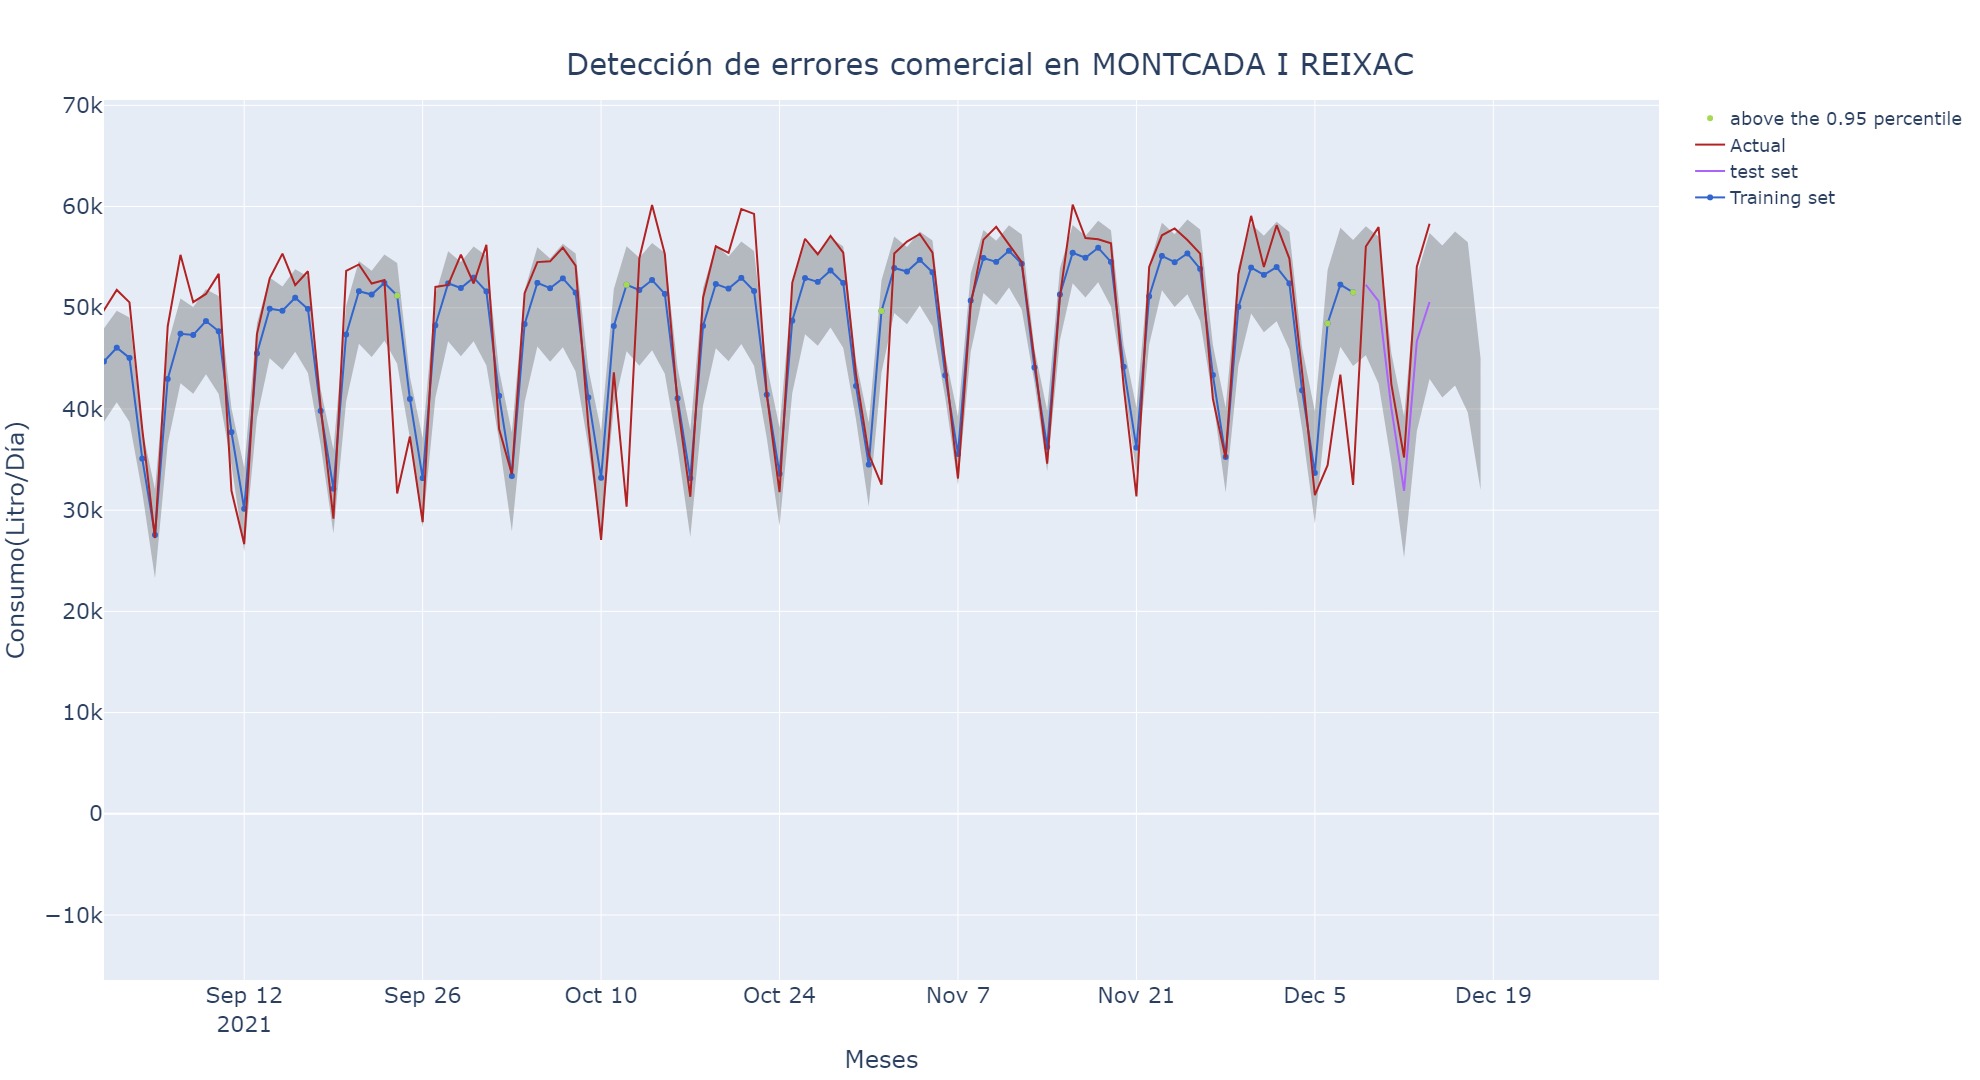 Detección de errores comercial en MONTCADA I REIXAC
70k
60k
50k
40k
30k
20k
10k
0
−10k
Consumo(Litro/Día)
Sep 12
2021
Sep 26
Oct 10
Oct 24
Nov 7
Nov 21
Dec 5
Dec 19
Meses
above the 0.95 percentile
Actual
test set
Training set